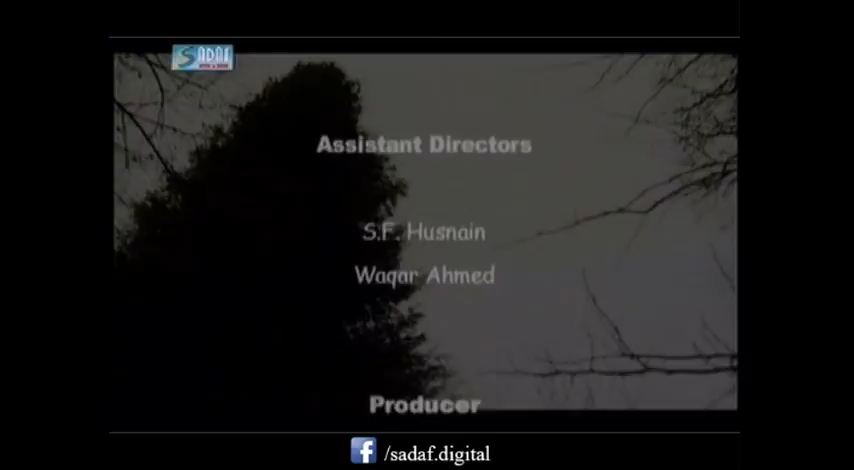 SADAF
Assistant Directors
S.F. Husnain
Waqar Ahmed
Producer
/sadaf.digital